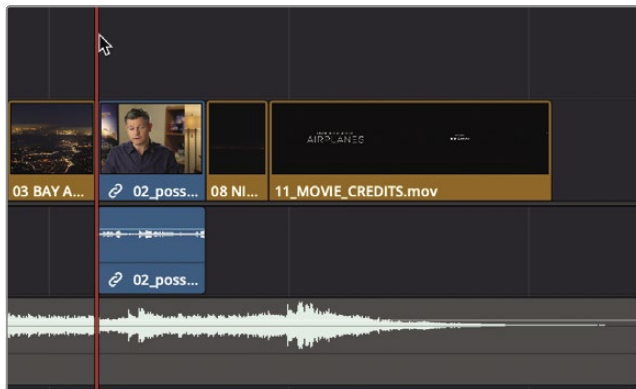 AIRPLANES
03 BAY A...
02_poss...
08 NI...
11_MOVIE_CREDITS.mov
02_poss...